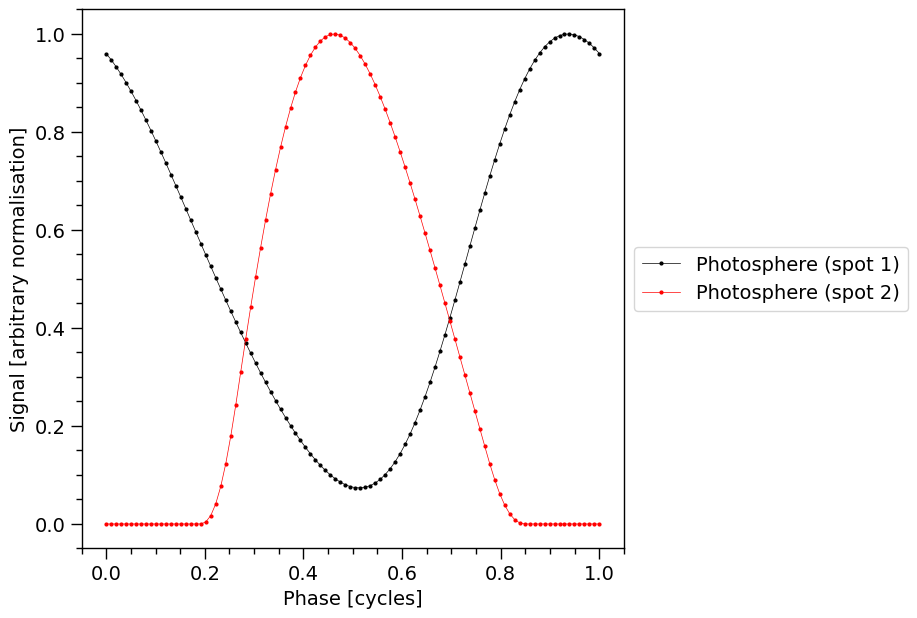 1.0
0.8
0.6
0.4
0.2
0.0
Signal [arbitrary normalisation]
0.0 0.2 0.4 0.6 0.8 1.0
Phase [cycles]
Photosphere (spot 1)
Photosphere (spot 2)